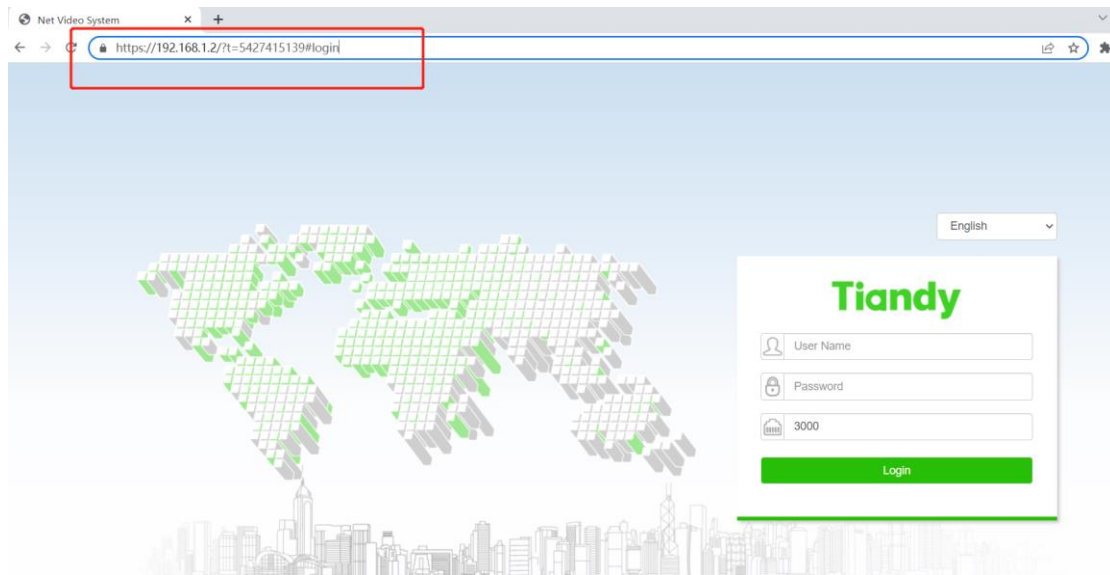 Net Video System
https://192.168.1.2/?t=5427415139#login
English
Tiandy
User Name
Password
3000
Login